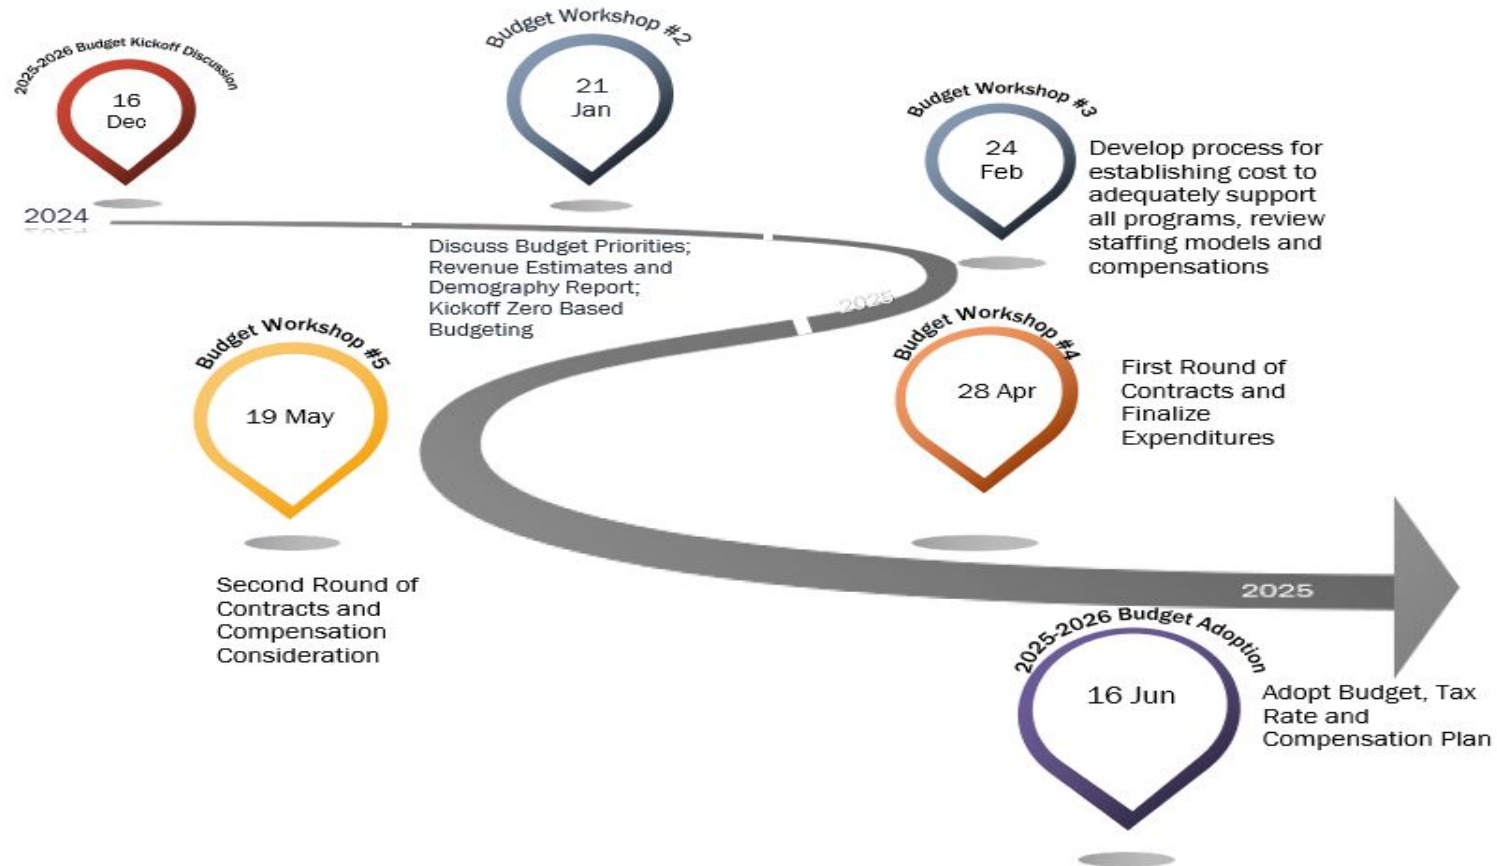 2025-2026 Budget Kickoff Discussion
16
Dec
Budget Workshop #2
21
Jan
Budget Workshop #3
24
Feb
Develop process for
establishing cost to
adequately support
all programs, review
staffing models and
compensations
2024
Discuss Budget Priorities;
Revenue Estimates and
Demography Report;
Kickoff Zero Based
Budgeting
2025
Budget Workshop #5
19 May
Budget Workshop #4
28 Apr
First Round of
Contracts and
Finalize
Expenditures
Second Round of
Contracts and
Compensation
Consideration
2025
2025-2026 Budget Adoption
16 Jun
Adopt Budget, Tax
Rate and
Compensation Plan